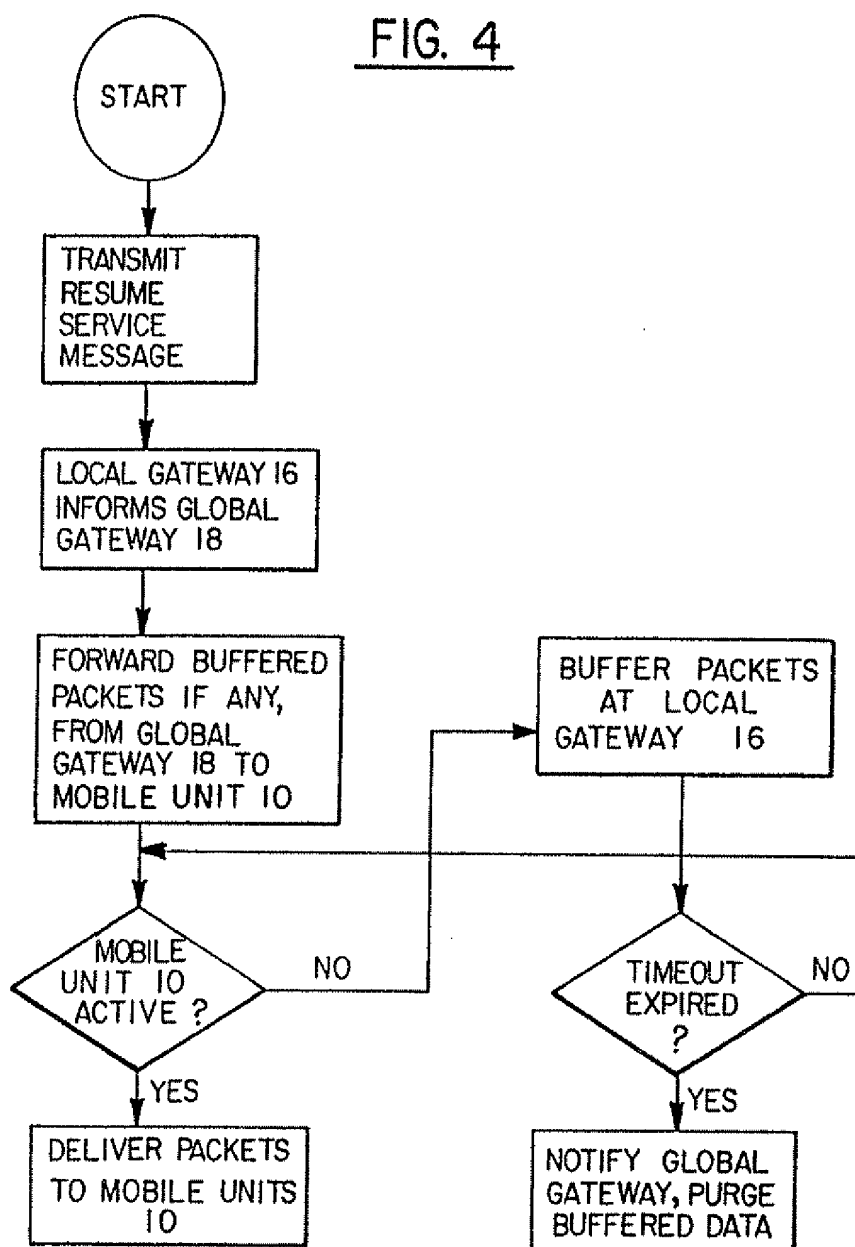 FIG. 4
START
TRANSMIT
RESUME
SERVICE
MESSAGE
LOCAL GATEWAY 16
INFORMS GLOBAL
GATEWAY 18
FORWARD BUFFERED
PACKETS IF ANY,
FROM GLOBAL
GATEWAY 18 TO
MOBILE UNIT 10
BUFFER PACKETS
AT LOCAL
GATEWAY 16
MOBILE
UNIT 10
ACTIVE ?
NO
YES
TIMEOUT
EXPIRED
?
NO
YES
DELIVER PACKETS
TO MOBILE UNITS
10
NOTIFY GLOBAL
GATEWAY, PURGE
BUFFERED DATA